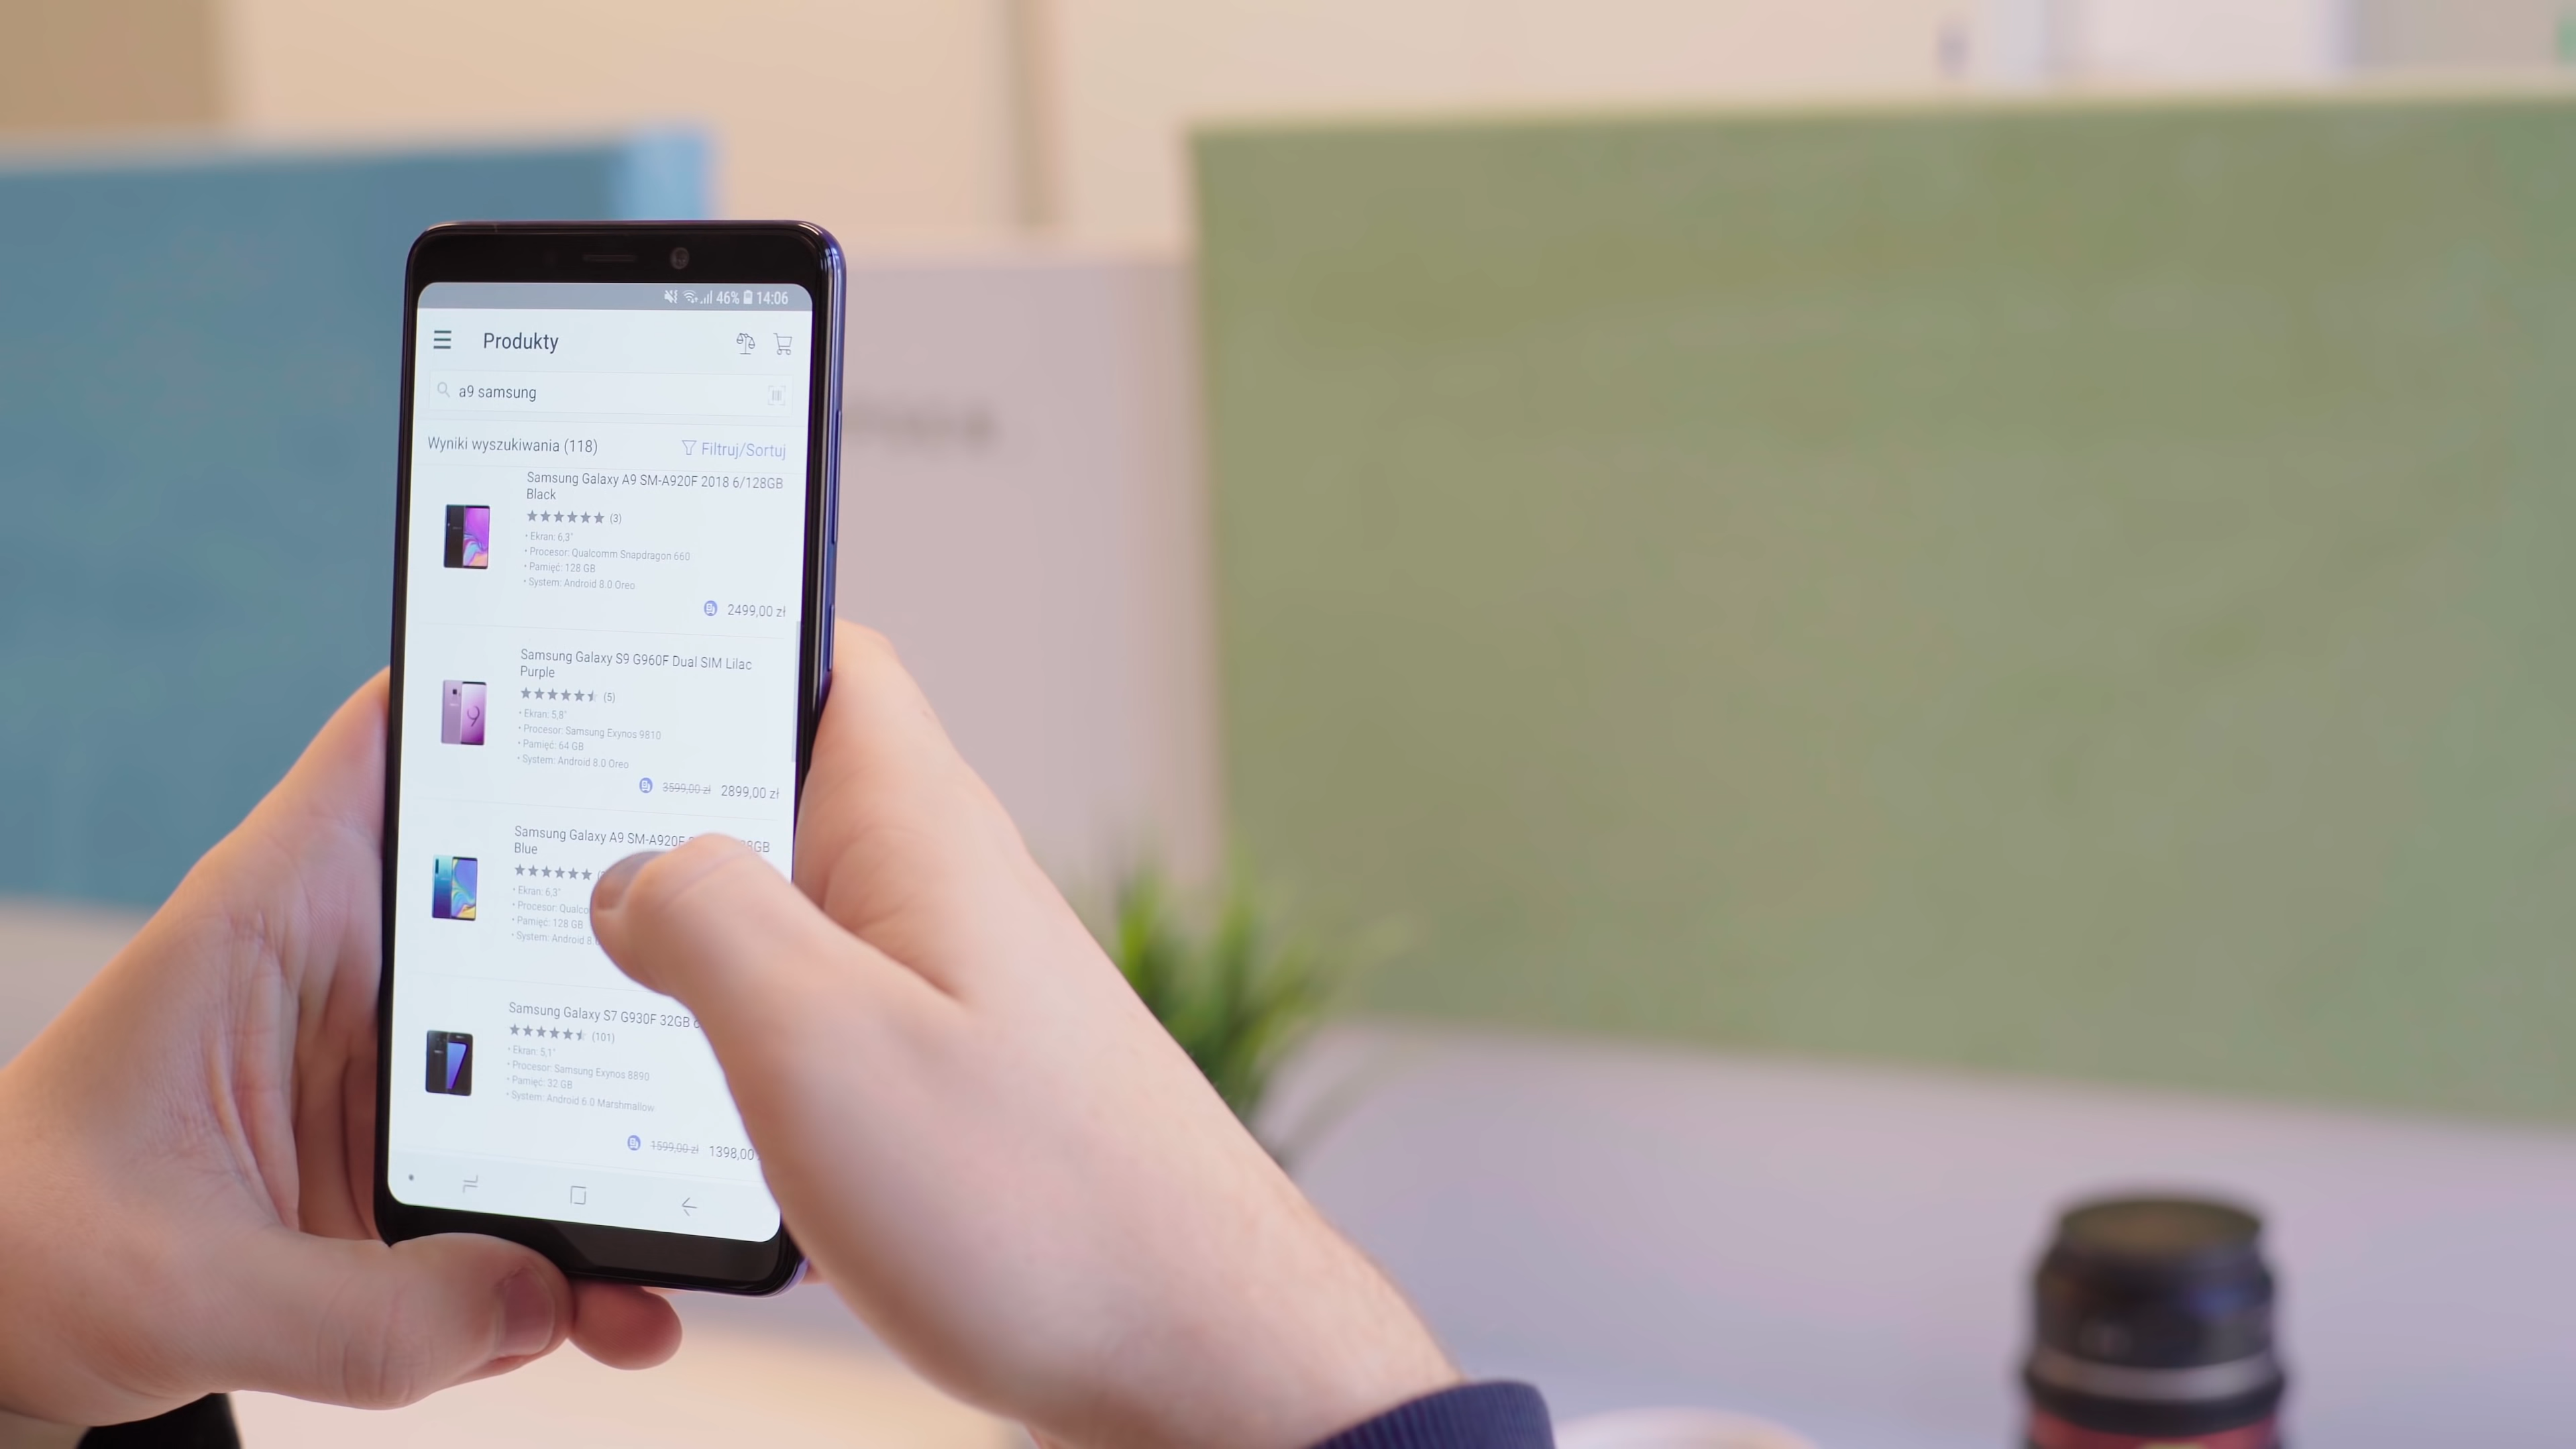 46% 14:06
Produkty
a9 samsung
Wyniki wyszukiwania (118) Filtruj/Sortuj
Samsung Galaxy A9 SM-A920F 2018 6/128GB
Black
(3)
• Ekran: 6,3"
• Procesor: Qualcomm Snapdragon 660
• Pamięć: 128 GB
• System: Android 8.0 Oreo
2499,00 zł
Samsung Galaxy S9 G960F Dual SIM Lilac
Purple
(5)
• Ekran: 5,8"
• Procesor: Samsung Exynos 9810
• Pamięć: 64 GB
• System: Android 8.0 Oreo
3599,00 zł 2899,00 zł
Samsung Galaxy A9 SM-A920F
Blue
• Ekran: 6,3"
• Procesor:
• Pamięć: 128 GB
• System: Android
Samsung Galaxy S7 G930F 32GB
(101)
• Ekran: 5,1"
• Procesor: Samsung Exynos 8890
• Pamięć: 32 GB
• System: Android 6.0 Marshmallow
1599,00 zł 1398,00